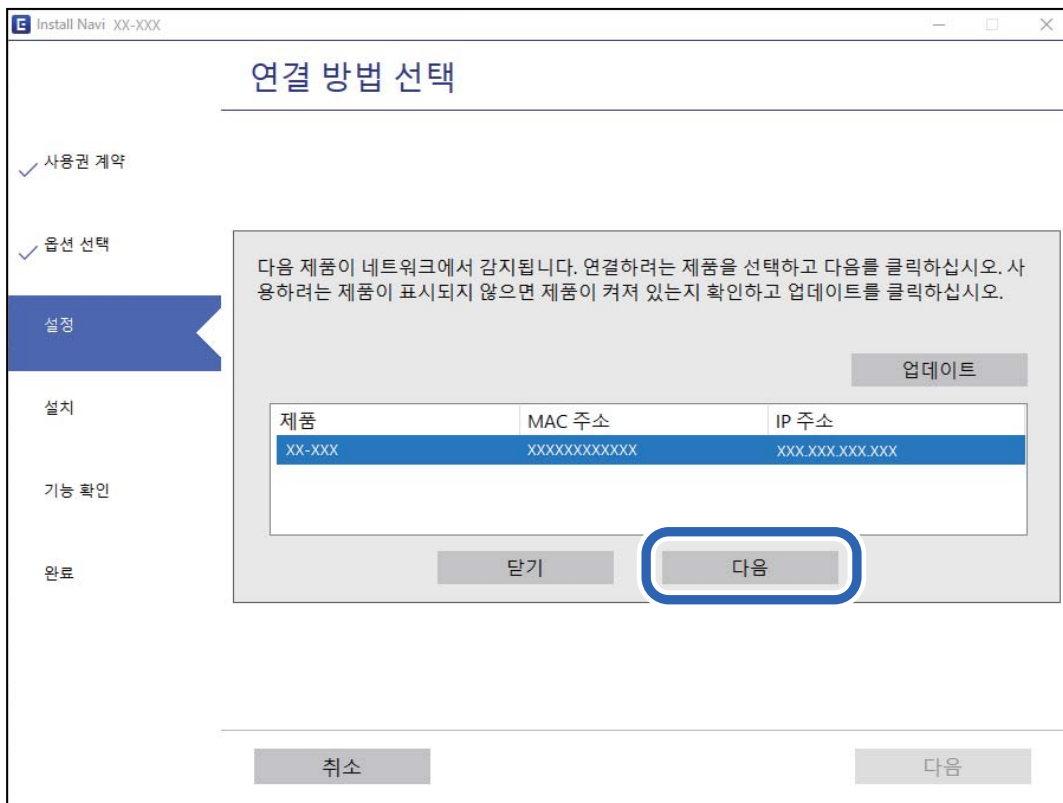 E Install Navi XX-XXX
연결 방법 선택
사용권 계약
옵션 선택
설정
설치
기능 확인
완료
다음 제품이 네트워크에서 감지됩니다. 연결하려는 제품을 선택하고 다음를 클릭하십시오. 사
용하려는 제품이 표시되지 않으면 제품이 켜져 있는지 확인하고 업데이트를 클릭하십시오.
업데이트
제품 MAC 주소 IP 주소
XX-XXX XXXXXXXXXXXX XXX.XXX.XXX.XXX
닫기 다음
취소 다음